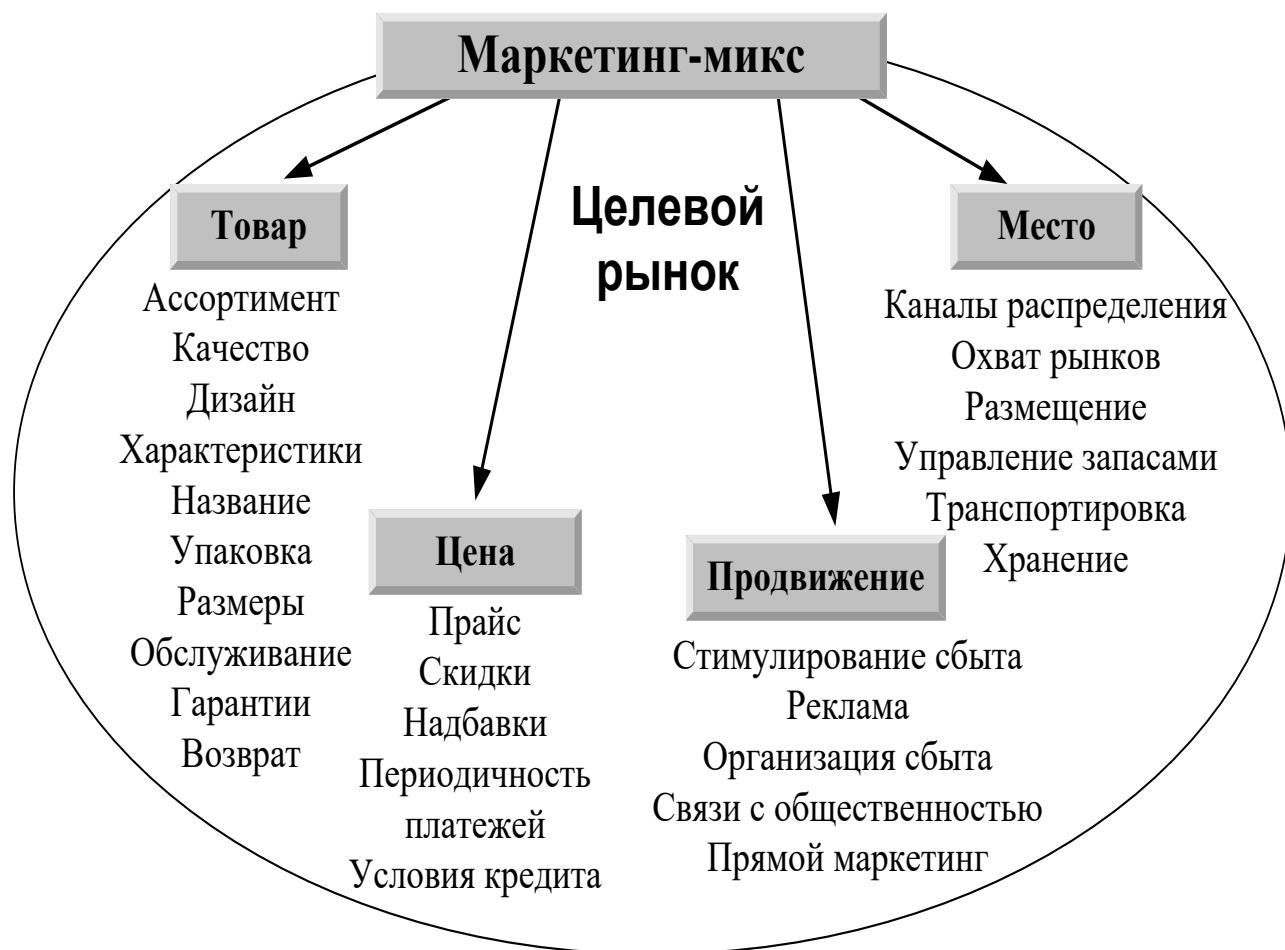 Маркетинг-микс
Целевой
рынок
Товар
Ассортимент
Качество
Дизайн
Характеристики
Название
Упаковка
Размеры
Обслуживание
Гарантии
Возврат
Цена
Прайс
Скидки
Надбавки
Периодичность
платежей
Условия кредита
Продвижение
Стимулирование сбыта
Реклама
Организация сбыта
Связи с общественностью
Прямой маркетинг
Место
Каналы распределения
Охват рынков
Размещение
Управление запасами
Транспортировка
Хранение